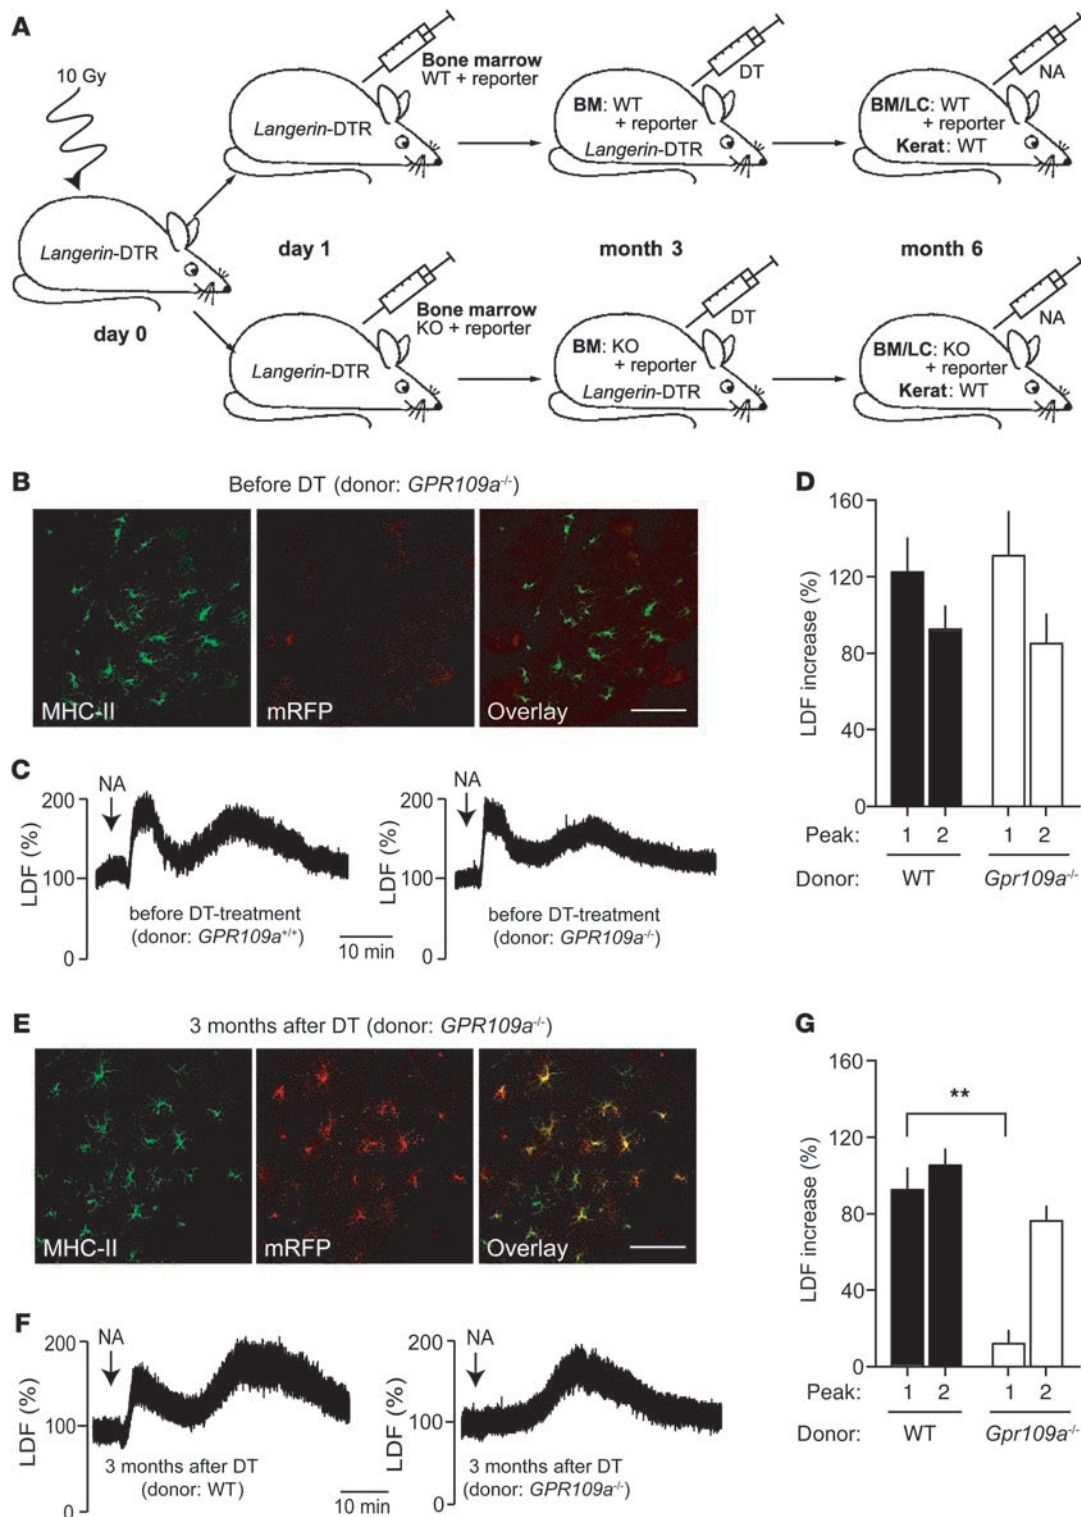 A
10 Gy
Langerin-DTR
day 0
Langerin-DTR
Bone marrow
WT + reporter
DT
BM: WT
+ reporter
Langerin-DTR
NA
BM/LC: WT
+ reporter
Kerat: WT
day 1
month 3
month 6
Langerin-DTR
Bone marrow
KO + reporter
DT
BM: KO
+ reporter
Langerin-DTR
NA
BM/LC: KO
+ reporter
Kerat: WT
B
Before DT (donor: GPR109a-/-)
MHC-II
mRFP
Overlay
C
LDF (%)
200
100
0
NA
before DT-treatment
(donor: GPR109a+/+)
10 min
LDF (%)
200
100
0
NA
before DT-treatment
(donor: GPR109a-/-)
D
LDF increase (%)
160
120
80
40
0
Peak: 1 2 1 2
Donor: WT Gpr109a-/-
E
3 months after DT (donor: GPR109a-/-)
MHC-II
mRFP
Overlay
F
LDF (%)
200
100
0
NA
3 months after DT
(donor: WT)
10 min
LDF (%)
200
100
0
NA
3 months after DT
(donor: GPR109a-/-)
G
LDF increase (%)
160
120
80
40
0
**
Peak: 1 2 1 2
Donor: WT Gpr109a-/-